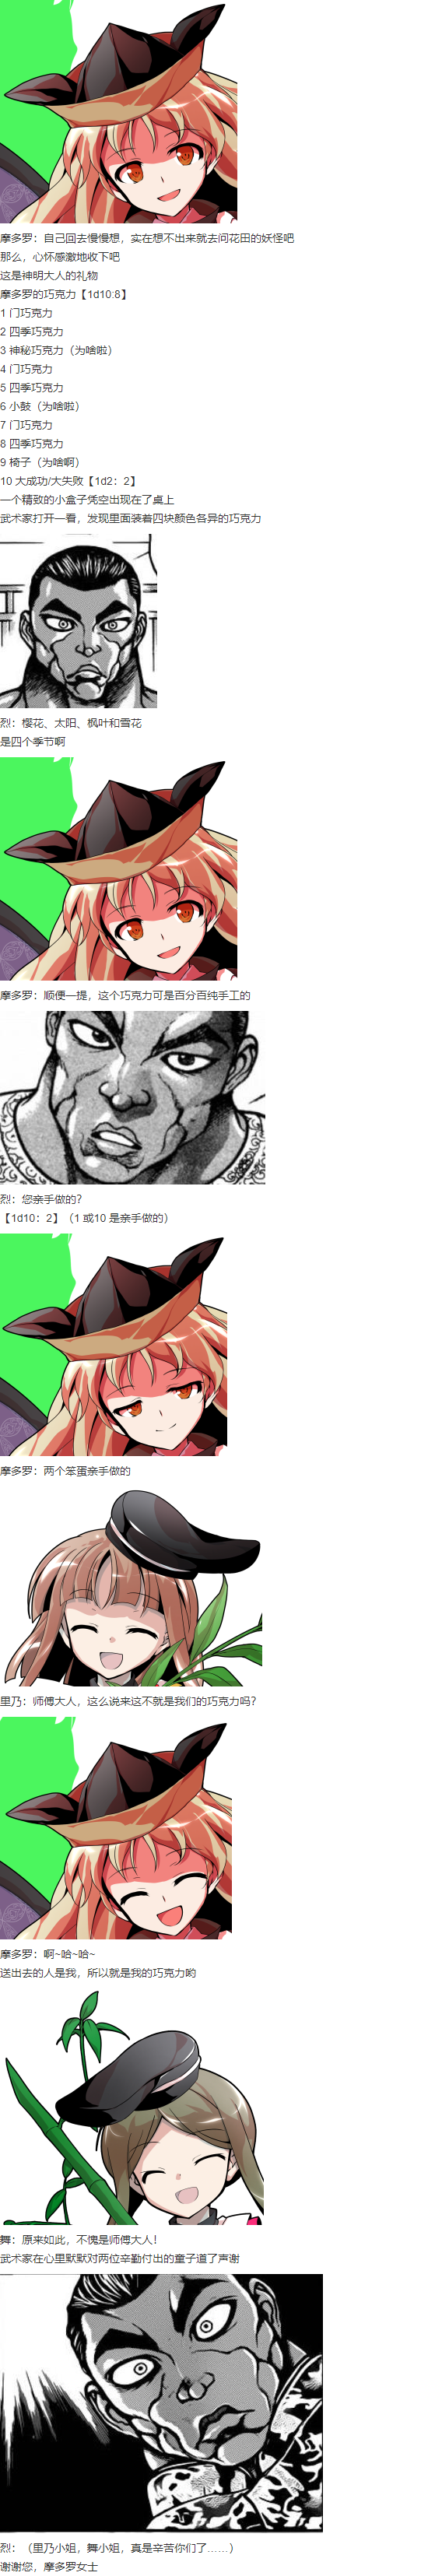 摩多罗：自己回去慢慢想，实在想不出来就去问花田的妖怪吧
那么，心怀感激地收下吧
这是神明大人的礼物
摩多罗的巧克力【1d10:8】
1 门巧克力
2 四季巧克力
3 神秘巧克力（为啥啦）
4 门巧克力
5 四季巧克力
6 小鼓（为啥啦）
7 门巧克力
8 四季巧克力
9 椅子（为啥啊）
10 大成功/大失败【1d2：2】
一个精致的小盒子凭空出现在了桌上
武术家打开一看，发现里面装着四块颜色各异的巧克力
烈：樱花、太阳、枫叶和雪花
是四个季节啊
摩多罗：顺便一提，这个巧克力可是百分百纯手工的
烈：您亲手做的？
【1d10：2】（1 或10 是亲手做的）
摩多罗：两个笨蛋亲手做的
里乃：师傅大人，这么说来这不就是我们的巧克力吗？
摩多罗：啊~哈~哈~
送出去的人是我，所以就是我的巧克力哟
舞：原来如此，不愧是师傅大人！
武术家在心里默默对两位辛勤付出的童子道了声谢
烈：（里乃小姐，舞小姐，真是辛苦你们了……）
谢谢您，摩多罗女士